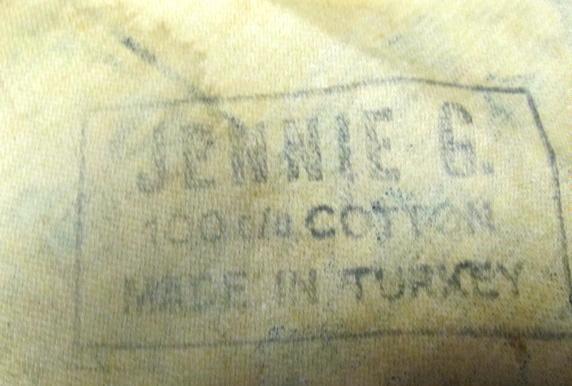 JENNIE G.
100% COTTON
MADE IN TURKEY